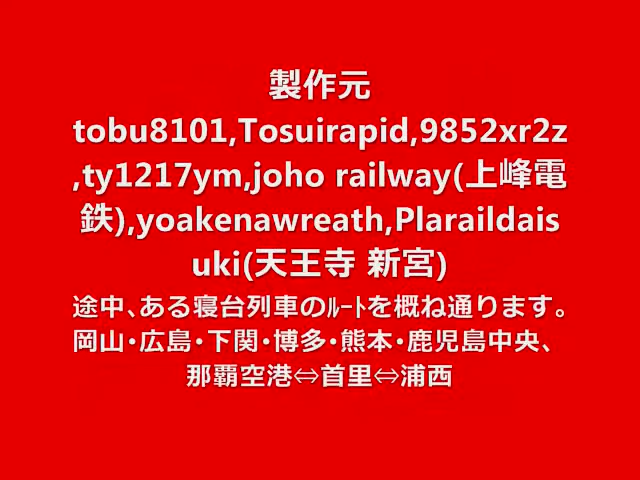 製作元
tobu8101,Tosuirapid,9852xr2z
,ty1217ym,joho railway(上峰電
鉄),yoakenawreath,Plaraildais
uki(天王寺 新宮)
途中、ある寝台列車のﾙｰﾄを概ね通ります。
岡山･広島･下関･博多･熊本･鹿児島中央、
那覇空港⇔首里⇔浦西